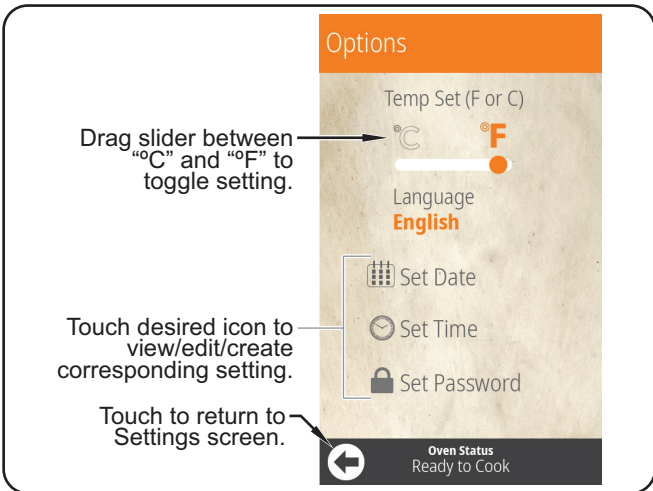 Options
Temp Set (F or C)
°C °F
Drag slider between
“ºC” and “ºF” to
toggle setting.
Language
English
Set Date
Set Time
Set Password
Touch desired icon to
view/edit/create
corresponding setting.
Touch to return to
Settings screen.
Oven Status
Ready to Cook